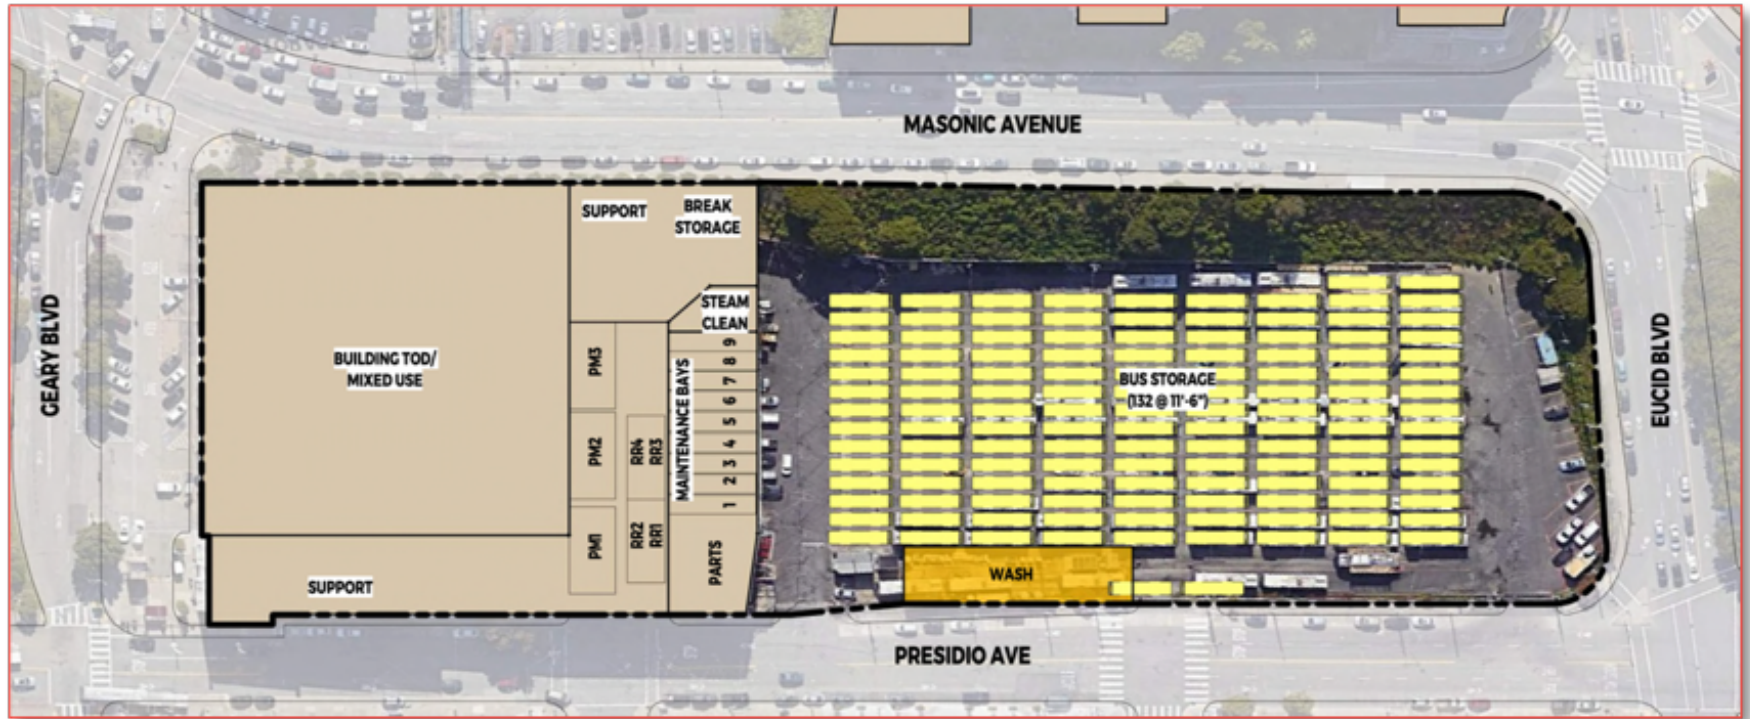 MASONIC AVENUE
GEARY BLVD
BUILDING TOD/
MIXED USE
SUPPORT
BREAK
STORAGE
STEAM
CLEAN
MAINTENANCE BAYS
9
8
7
6
5
4
3
2
1
PM3
PM2
PM1
RR4
RR3
RR2
RR1
PARTS
SUPPORT
BUS STORAGE
(132 @ 11'-6")
WASH
EUCID BLVD
PRESIDIO AVE